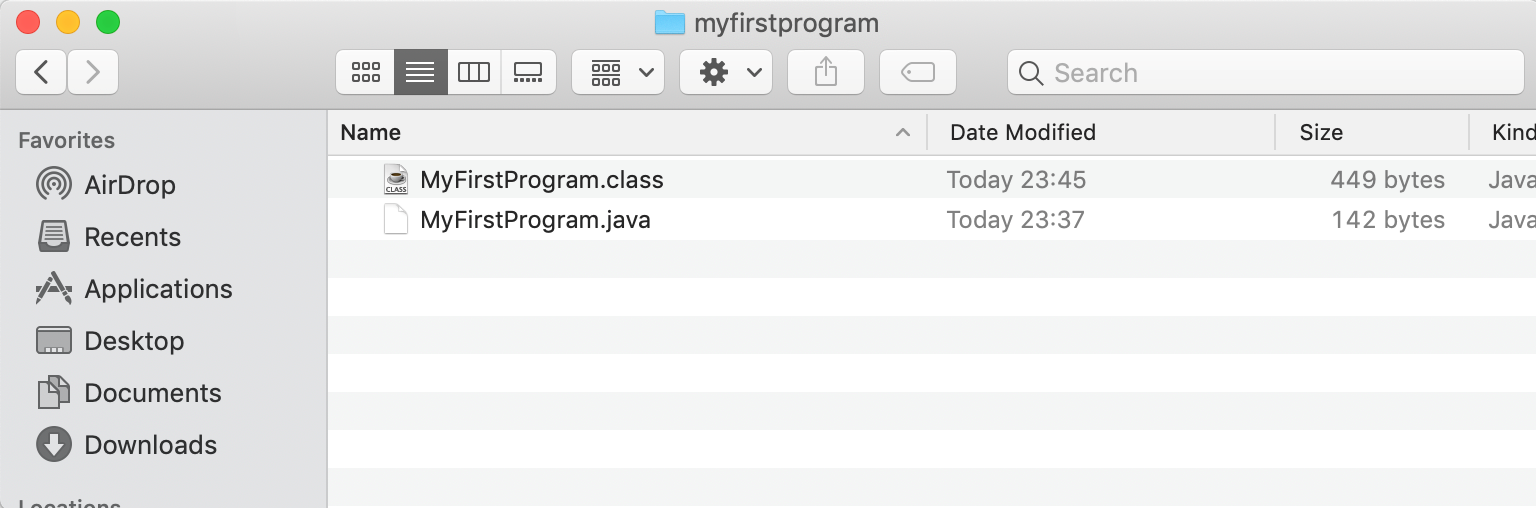 myfirstprogram
Search
Favorites
AirDrop
Recents
Applications
Desktop
Documents
Downloads
Locations
Name Date Modified Size Kind
CLASS MyFirstProgram.class Today 23:45 449 bytes Java
MyFirstProgram.java Today 23:37 142 bytes Java